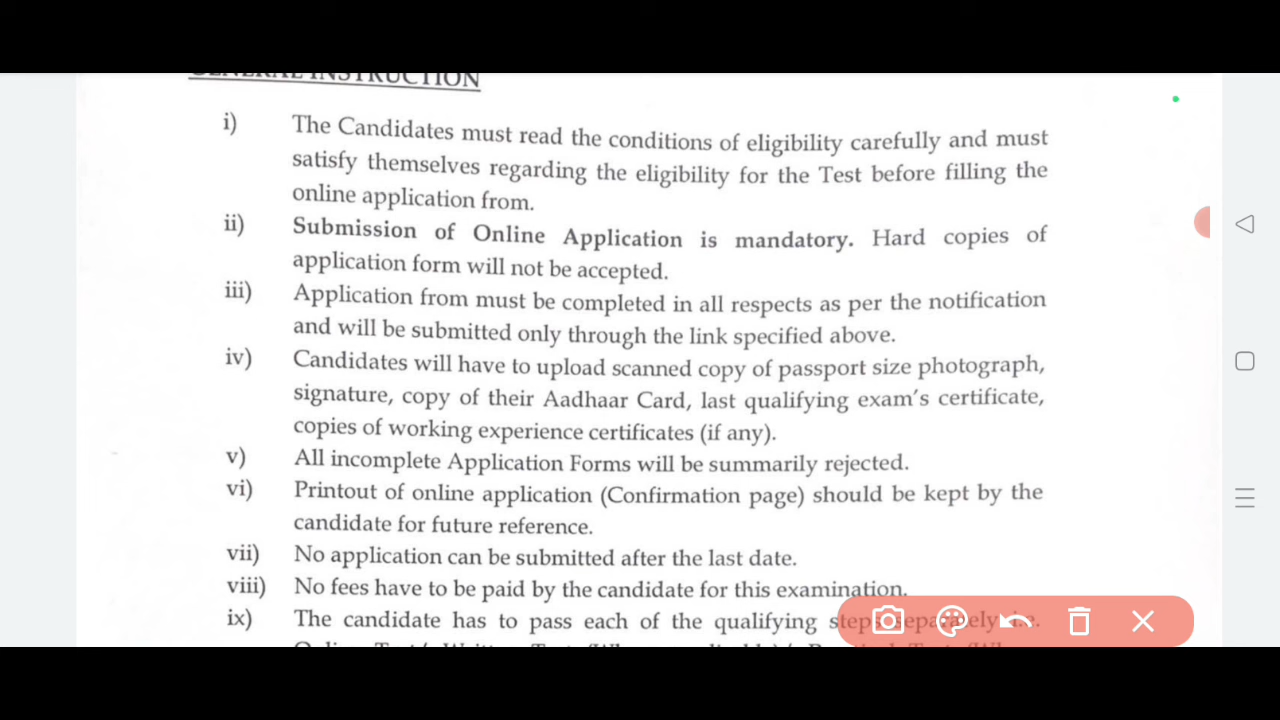 GENERAL INSTRUCTION
i) The Candidates must read the conditions of eligibility carefully and must
satisfy themselves regarding the eligibility for the Test before filling the
online application from.
ii) Submission of Online Application is mandatory. Hard copies of
application form will not be accepted.
iii) Application from must be completed in all respects as per the notification
and will be submitted only through the link specified above.
iv) Candidates will have to upload scanned copy of passport size photograph,
signature, copy of their Aadhaar Card, last qualifying exam's certificate,
copies of working experience certificates (if any).
v) All incomplete Application Forms will be summarily rejected.
vi) Printout of online application (Confirmation page) should be kept by the
candidate for future reference.
vii) No application can be submitted after the last date.
viii) No fees have to be paid by the candidate for this examination.
ix) The candidate has to pass each of the qualifying steps separately i.e.